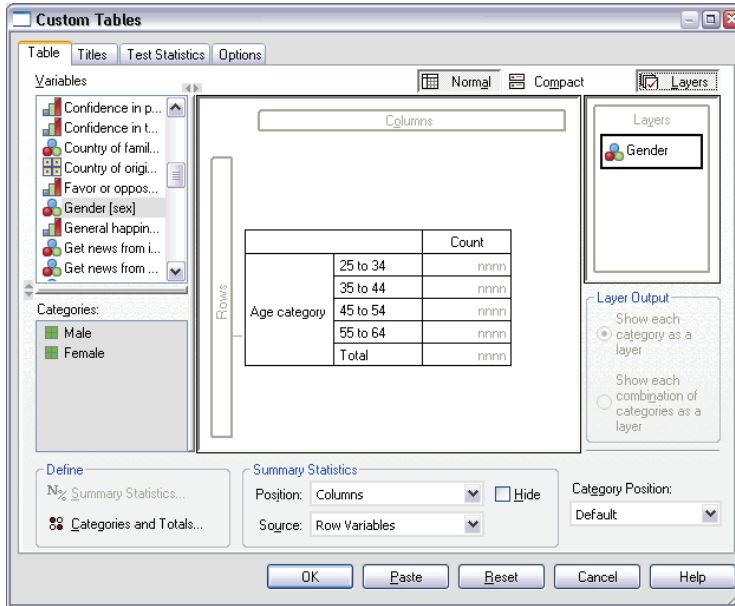 Custom Tables
Table
Titles
Test Statistics
Options
Variables
Confidence in p...
Confidence in t...
Country of famil...
Country of origi...
Favor or oppos...
Gender [sex]
General happin...
Get news from i...
Get news from ...
Categories:
Male
Female
Normal
Compact
Layers
Columns
Rows
Count
Age category
25 to 34 nnnn
35 to 44 nnnn
45 to 54 nnnn
55 to 64 nnnn
Total nnnn
Layers
Gender
Layer Output
Show each
category as a
layer
Show each
combination of
categories as a
layer
Define
N% Summary Statistics...
Categories and Totals...
Summary Statistics
Position: Columns
Hide
Source: Row Variables
Category Position:
Default
OK
Paste
Reset
Cancel
Help